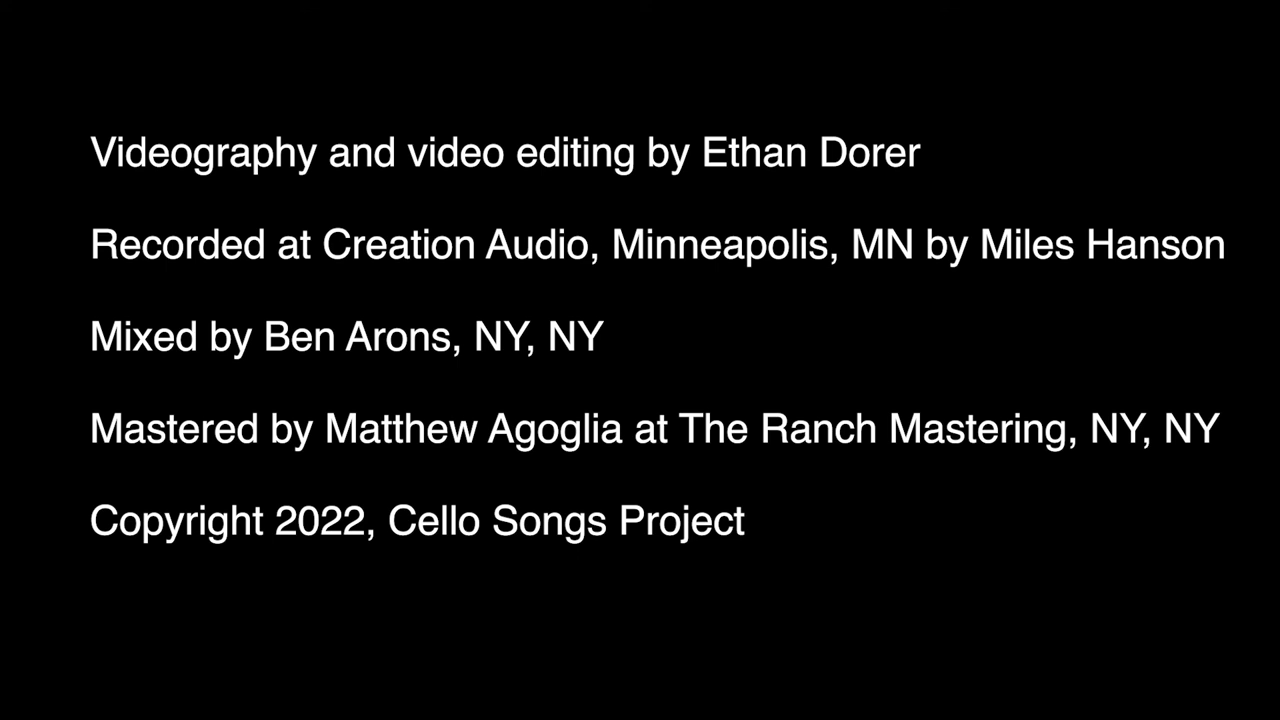 Videography and video editing by Ethan Dorer
Recorded at Creation Audio, Minneapolis, MN by Miles Hanson
Mixed by Ben Arons, NY, NY
Mastered by Matthew Agoglia at The Ranch Mastering, NY, NY
Copyright 2022, Cello Songs Project